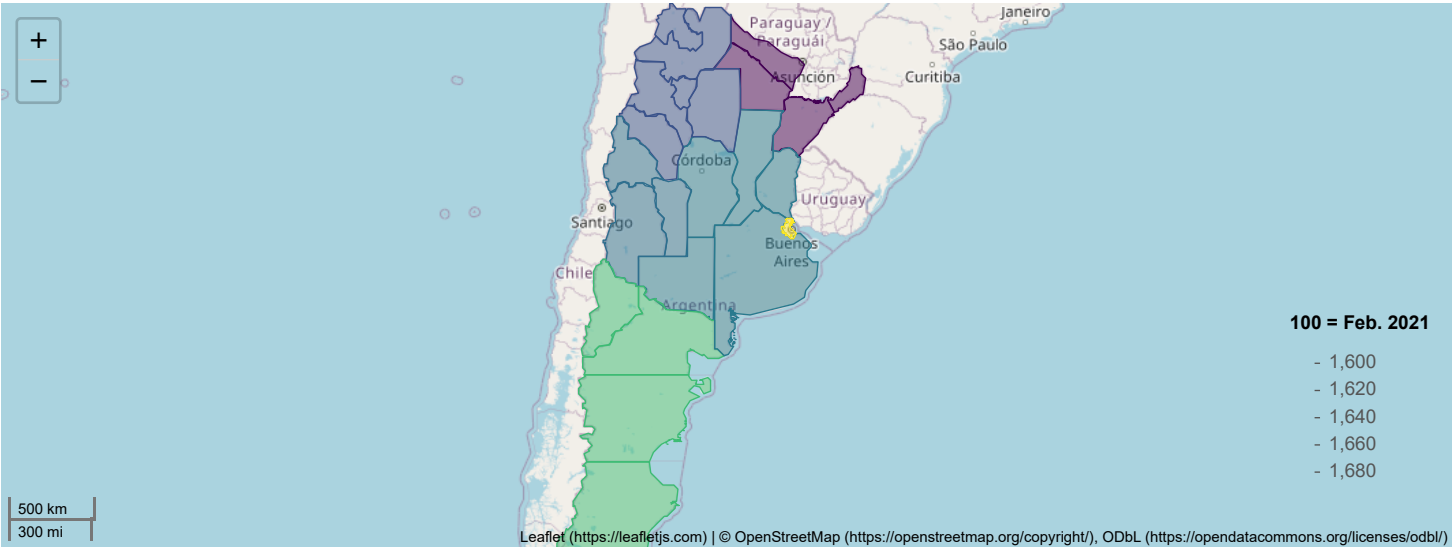 +
−
Janeiro
Paraguay /
Paraguái
São Paulo
Asunción
Curitiba
Córdoba
Uruguay
Santiago
Buenos
Aires
Chile
Argentina
100 = Feb. 2021
- 1,600
- 1,620
- 1,640
- 1,660
- 1,680
500 km
300 mi
Leaflet (https://leafletjs.com) | © OpenStreetMap (https://openstreetmap.org/copyright/), ODbL (https://opendatacommons.org/licenses/odbl/)